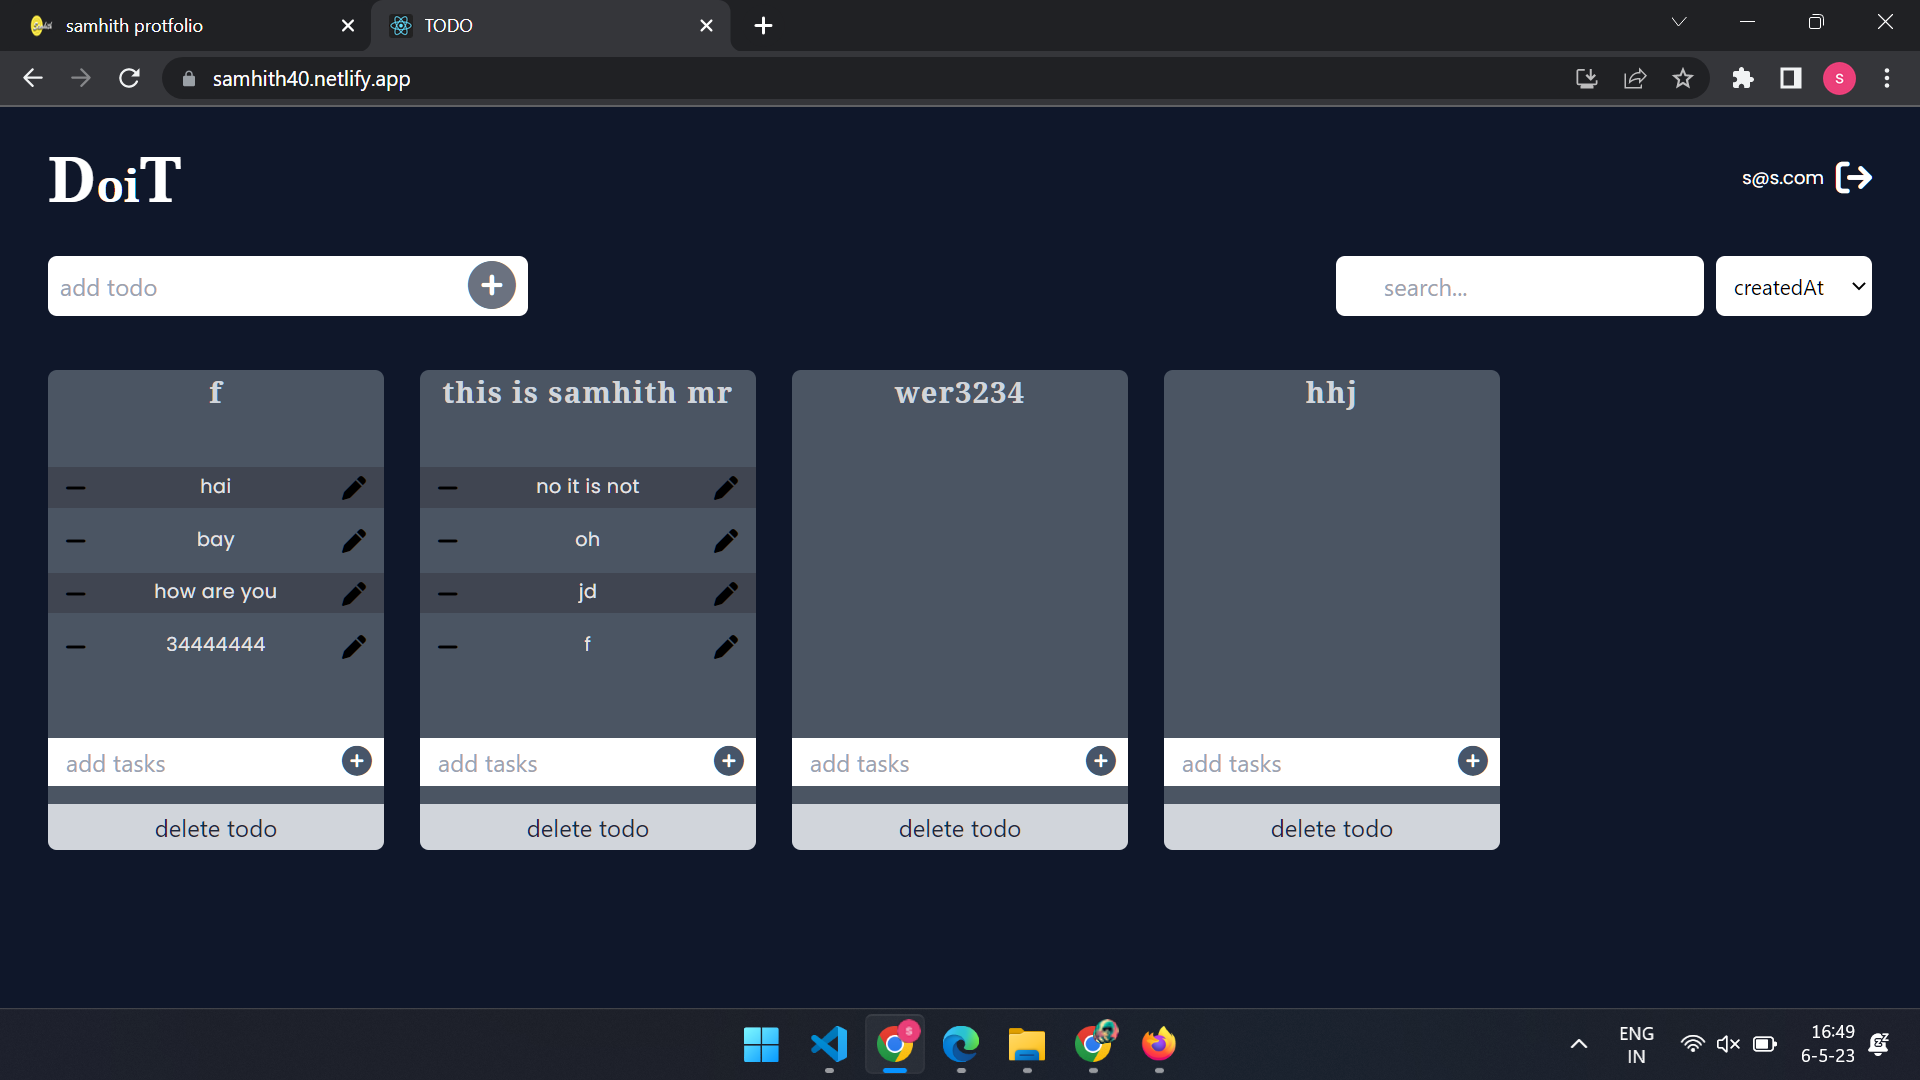 samhith protfolio
TODO
samhith40.netlify.app
S
DoiT
s@s.com
add todo
search...
createdAt
f
hai
bay
how are you
34444444
add tasks
delete todo
this is samhith mr
no it is not
oh
jd
f
add tasks
delete todo
wer3234
add tasks
delete todo
hhj
add tasks
delete todo
S
ENG
IN
16:49
6-5-23